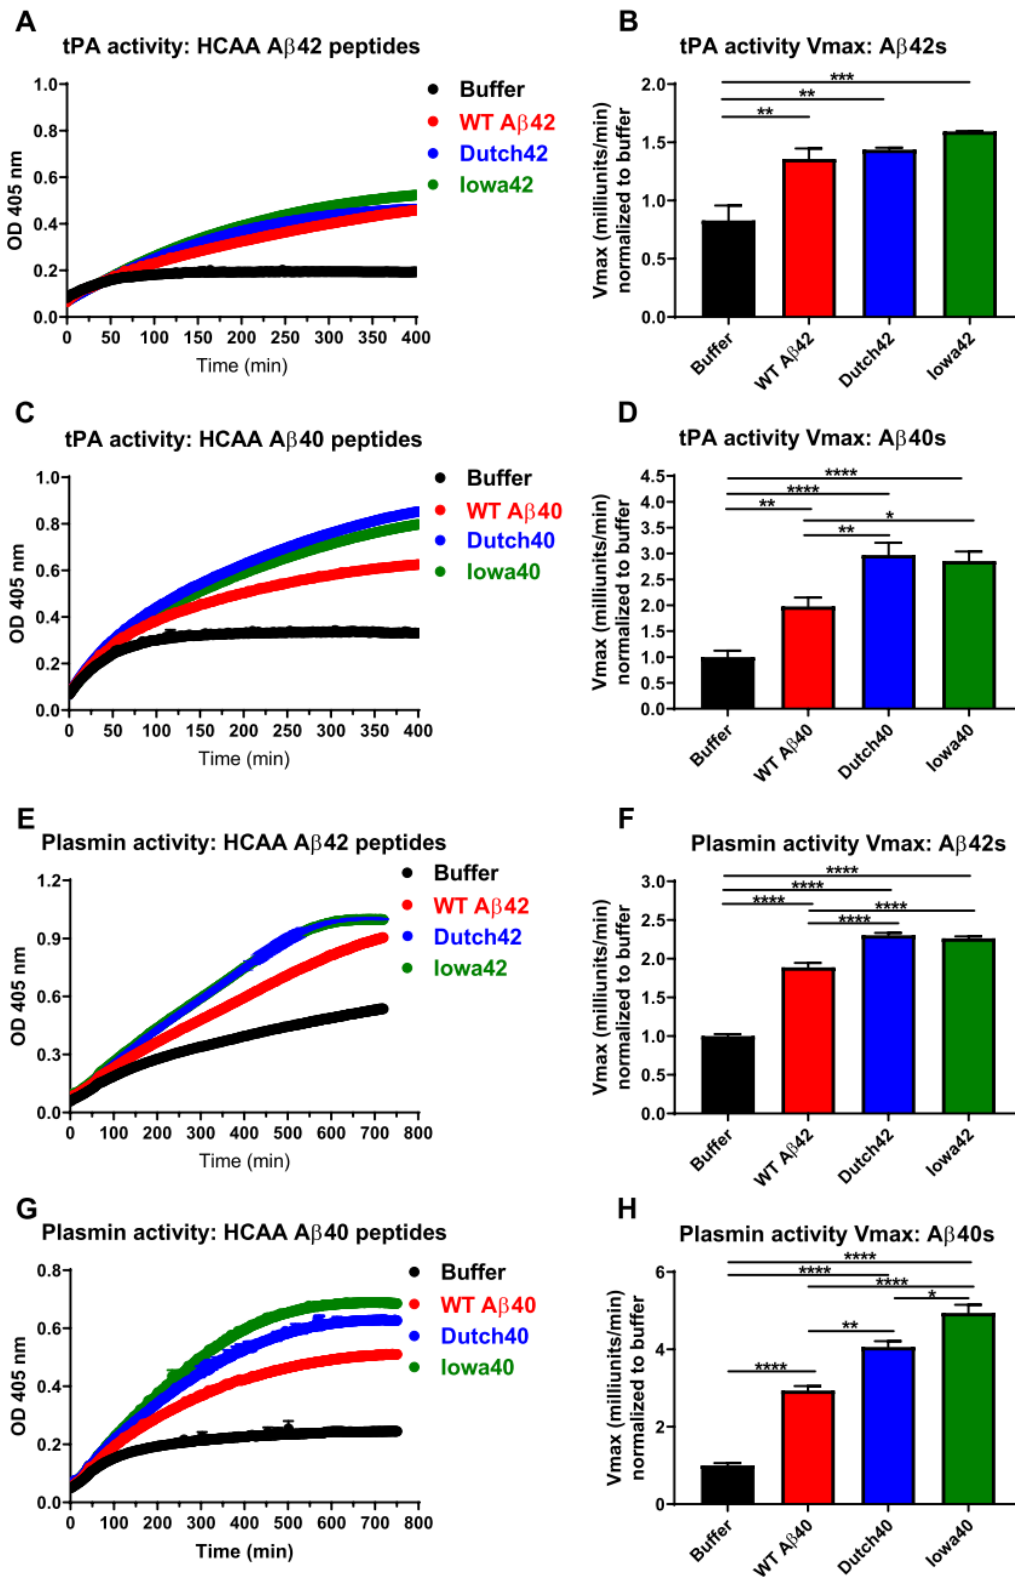 A
tPA activity: HCAA Aβ42 peptides
1.0
0.8
0.6
0.4
0.2
0.0
OD 405 nm
0 50 100 150 200 250 300 350 400
Time (min)
Buffer
WT Aβ42
Dutch42
Iowa42
B
tPA activity Vmax: Aβ42s
2.0
1.5
1.0
0.5
0.0
Vmax (milliunits/min)
normalized to buffer
***
**
**
Buffer
WT Aβ42
Dutch42
Iowa42
C
tPA activity: HCAA Aβ40 peptides
1.0
0.8
0.6
0.4
0.2
0.0
OD 405 nm
0 50 100 150 200 250 300 350 400
Time (min)
Buffer
WT Aβ40
Dutch40
Iowa40
D
tPA activity Vmax: Aβ40s
4.5
4.0
3.5
3.0
2.5
2.0
1.5
1.0
0.5
0.0
Vmax (milliunits/min)
normalized to buffer
****
****
**
*
**
Buffer
WT Aβ40
Dutch40
Iowa40
E
Plasmin activity: HCAA Aβ42 peptides
1.2
0.9
0.6
0.3
0.0
OD 405 nm
0 100 200 300 400 500 600 700 800
Time (min)
Buffer
WT Aβ42
Dutch42
Iowa42
F
Plasmin activity Vmax: Aβ42s
3.0
2.5
2.0
1.5
1.0
0.5
0.0
Vmax (milliunits/min)
normalized to buffer
****
****
****
****
****
Buffer
WT Aβ42
Dutch42
Iowa42
G
Plasmin activity: HCAA Aβ40 peptides
0.8
0.6
0.4
0.2
0.0
OD 405 nm
0 100 200 300 400 500 600 700 800
Time (min)
Buffer
WT Aβ40
Dutch40
Iowa40
H
Plasmin activity Vmax: Aβ40s
6
4
2
0
Vmax (milliunits/min)
normalized to buffer
****
****
****
*
**
****
Buffer
WT Aβ40
Dutch40
Iowa40